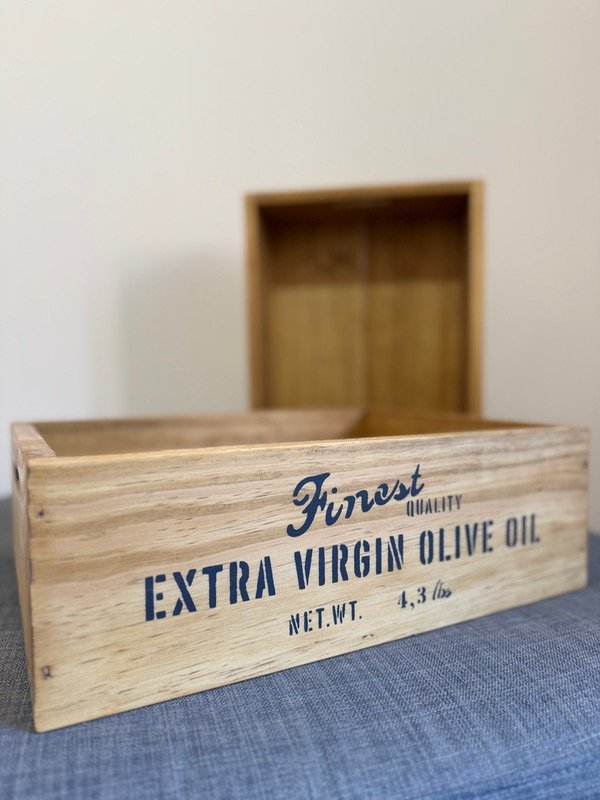 Finest
QUALITY
EXTRA VIRGIN OLIVE OIL
NET.WT. 4,3 lbs